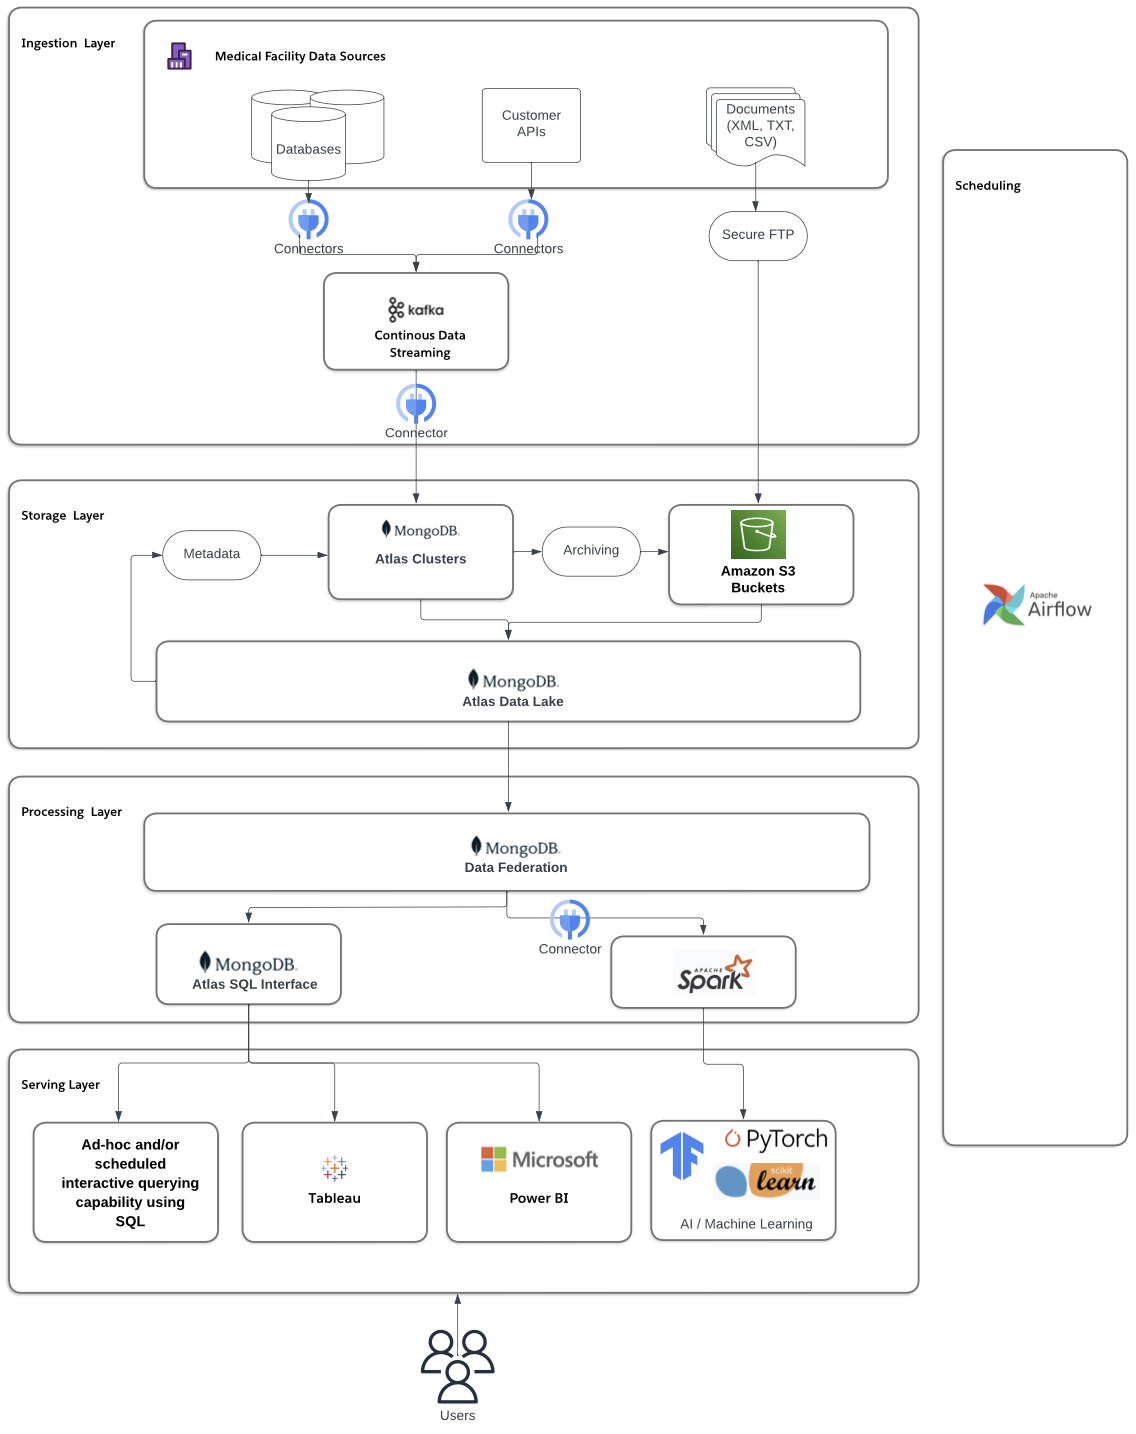 Ingestion Layer
Medical Facility Data Sources
Databases
Customer
APIs
Documents
(XML, TXT,
CSV)
Connectors
Connectors
Secure FTP
kafka
Continous Data
Streaming
Connector
Scheduling
Apache
Airflow
Storage Layer
Metadata
MongoDB.
Atlas Clusters
Archiving
Amazon S3
Buckets
MongoDB.
Atlas Data Lake
Processing Layer
MongoDB.
Data Federation
Connector
MongoDB.
Atlas SQL Interface
APACHE
Spark
Serving Layer
Ad-hoc and/or
scheduled
interactive querying
capability using
SQL
Tableau
Microsoft
Power BI
PyTorch
scikit
learn
AI / Machine Learning
Users